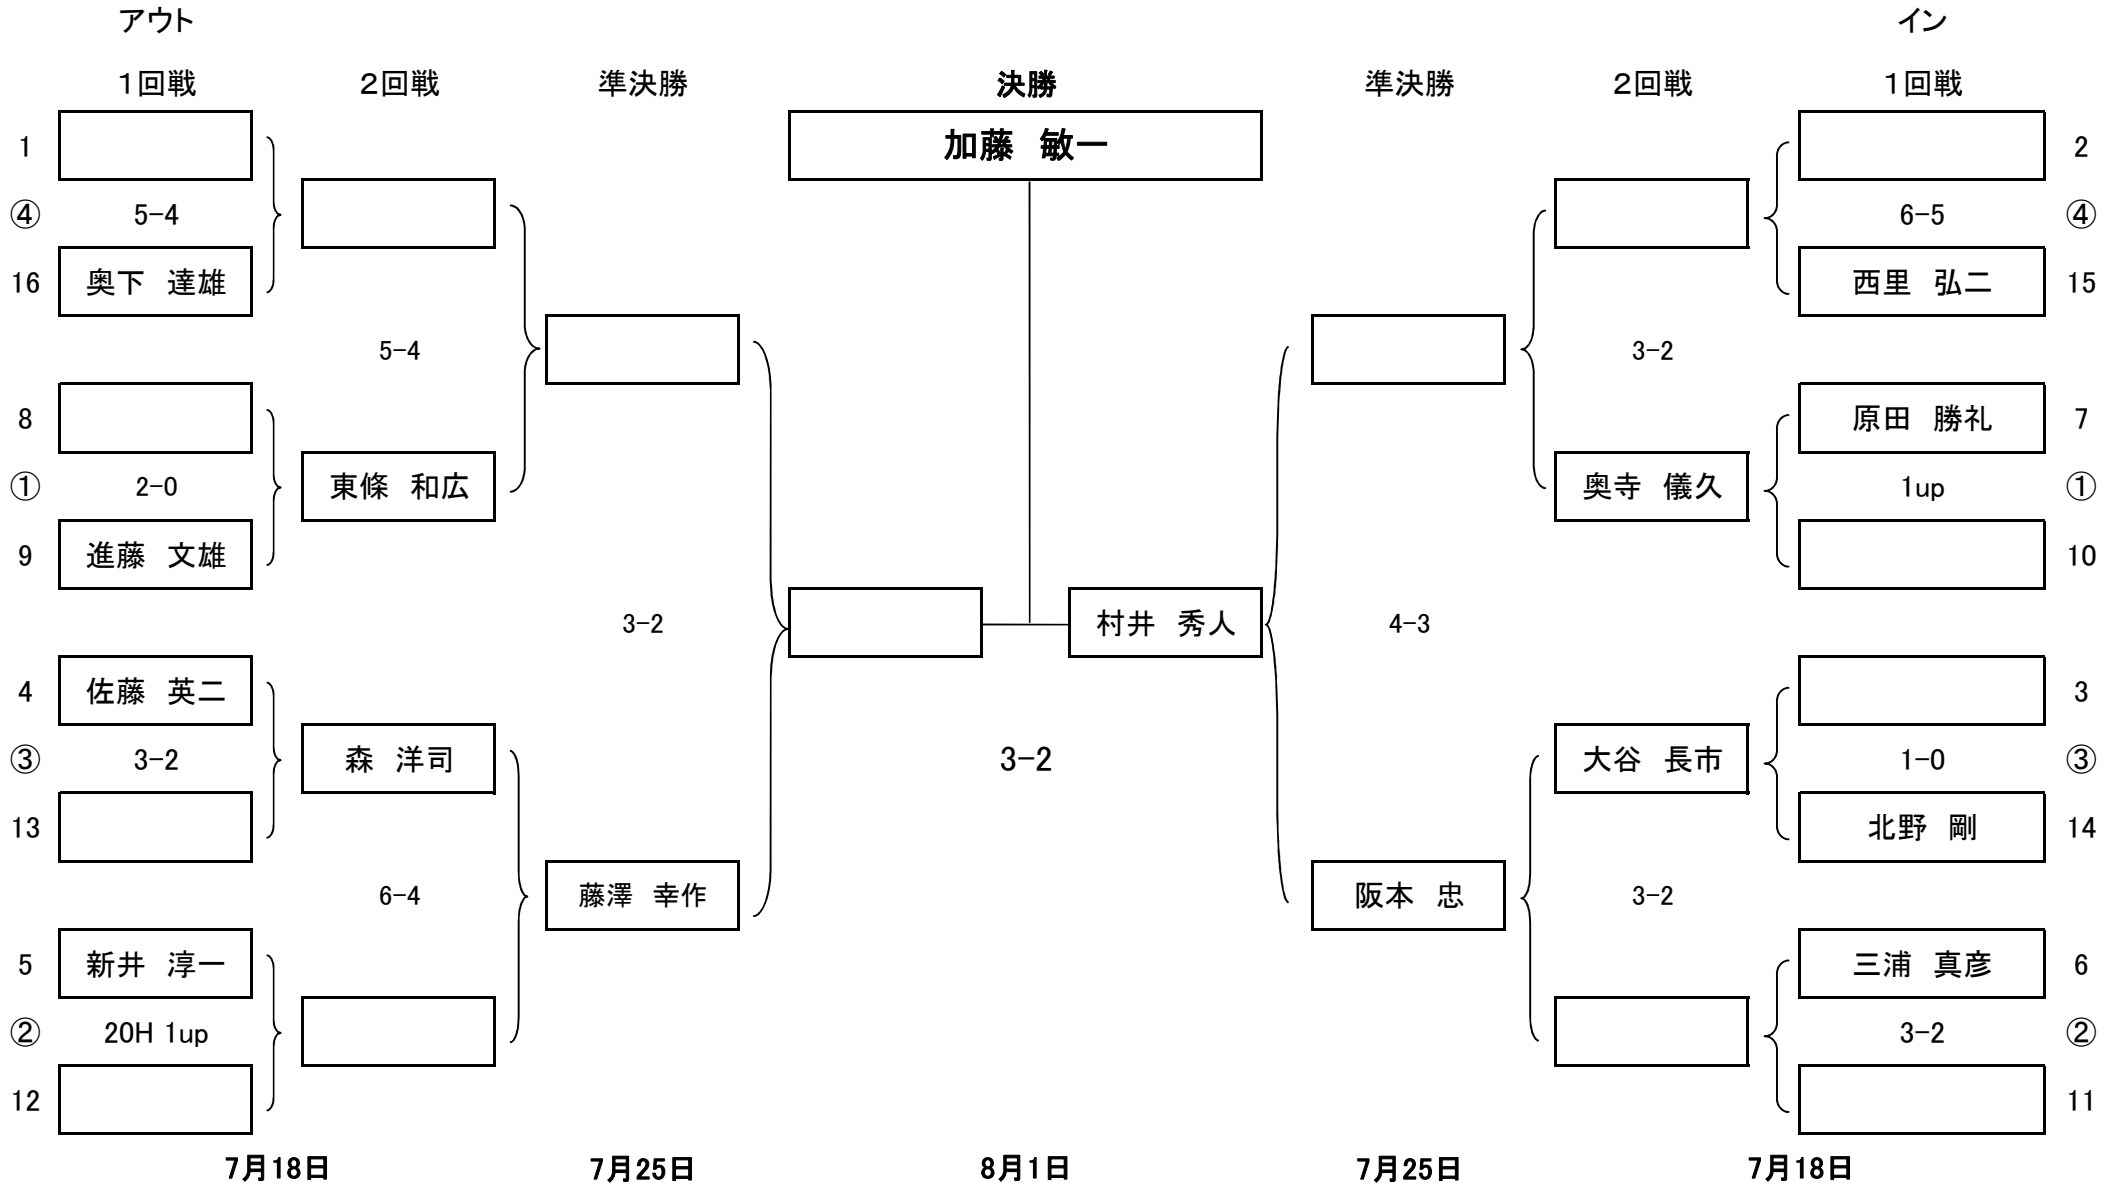 アウト イン
1回戦 2回戦 準決勝 決勝 準決勝 2回戦 1回戦
1 加藤 敏一 2
④ 5-4 6-5 ④
16 奥下 達雄 西里 弘二 15
5-4 3-2
8 原田 勝礼 7
① 2-0 東條 和広 奥寺 儀久 1up ①
9 進藤 文雄 10
3-2 村井 秀人 4-3
4 佐藤 英二 3
③ 3-2 森 洋司 3-2 大谷 長市 1-0 ③
13 北野 剛 14
6-4 藤澤 幸作 阪本 忠 3-2
5 新井 淳一 三浦 真彦 6
② 20H 1up 3-2 ②
12 11
7月18日 7月25日 8月1日 7月25日 7月18日